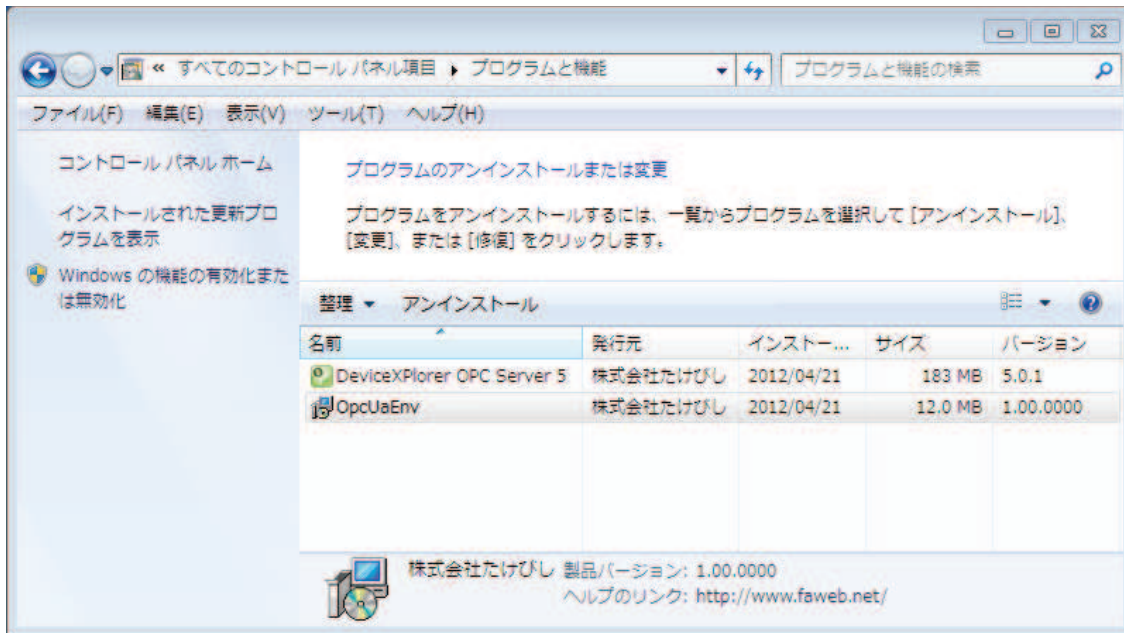 « すべてのコントロール パネル項目 ▸ プログラムと機能
プログラムと機能の検索
ファイル(F) 編集(E) 表示(V) ツール(T) ヘルプ(H)
コントロール パネル ホーム
インストールされた更新プロ
グラムを表示
Windows の機能の有効化また
は無効化
プログラムのアンインストールまたは変更
プログラムをアンインストールするには、一覧からプログラムを選択して [アンインストール]、
[変更]、または [修復] をクリックします。
整理 アンインストール
名前 発行元 インストー... サイズ バージョン
DeviceXPlorer OPC Server 5 株式会社たけびし 2012/04/21 183 MB 5.0.1
OpcUaEnv 株式会社たけびし 2012/04/21 12.0 MB 1.00.0000
株式会社たけびし 製品バージョン: 1.00.0000
ヘルプのリンク: http://www.faweb.net/